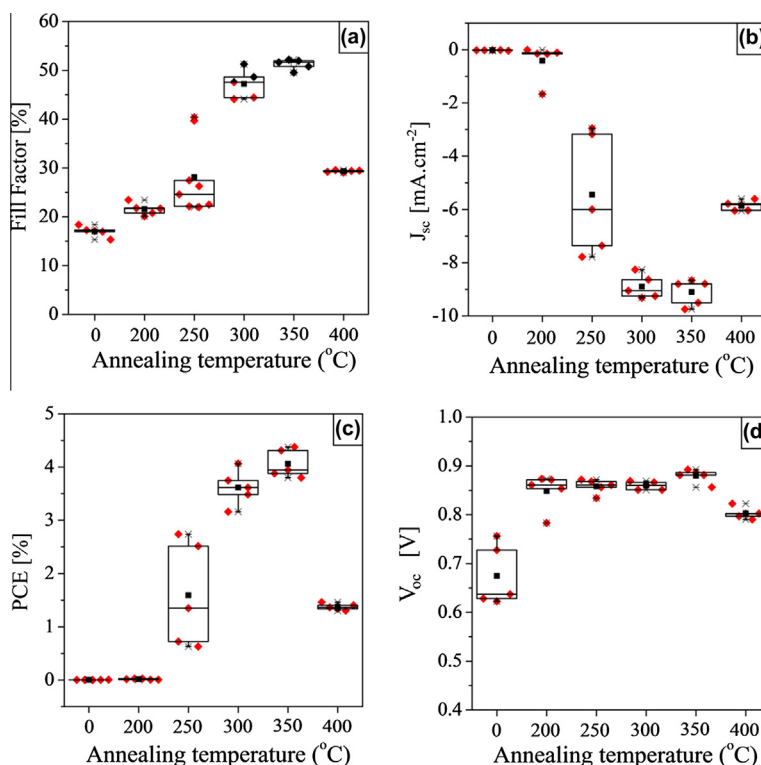 (a)
Fill Factor [%]
60
50
40
30
20
10
0
0 200 250 300 350 400
Annealing temperature (°C)
(b)
J_sc [mA.cm⁻²]
0
-2
-4
-6
-8
-10
0 200 250 300 350 400
Annealing temperature (°C)
(c)
PCE [%]
5
4
3
2
1
0
0 200 250 300 350 400
Annealing temperature (°C)
(d)
V_oc [V]
1.0
0.9
0.8
0.7
0.6
0.5
0.4
0 200 250 300 350 400
Annealing temperature (°C)